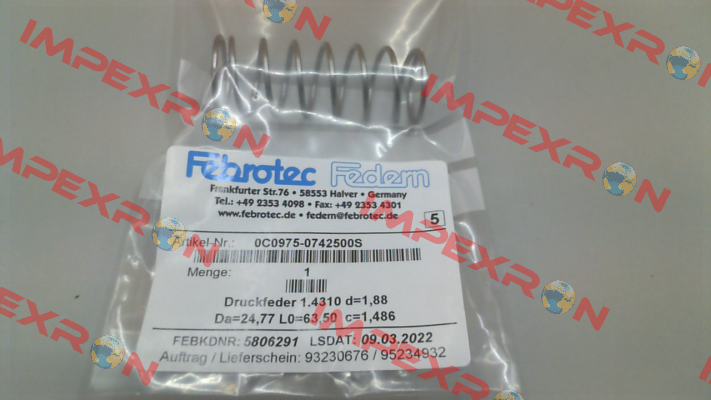 IMPEXRON
IMPEXRON
Febrotec Federn
Frankfurter Str.76 • 58553 Halver • Germany
Tel.: +49 2353 4098 • Fax: +49 2353 4301
www.febrotec.de • federn@febrotec.de
5
Artikel-Nr.: 0C0975-0742500S
Menge: 1
Druckfeder 1.4310 d=1,88
Da=24,77 L0=63,50 c=1,486
FEBKDNR: 5806291 LSDAT: 09.03.2022
Auftrag / Lieferschein: 93230676 / 95234932
IMPEXRON
IMPEXRON